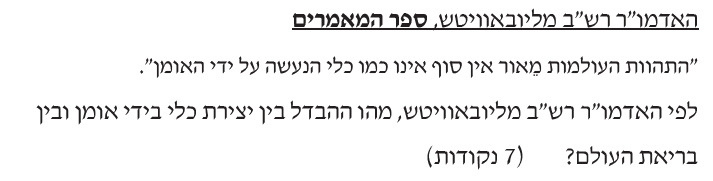 האדמו"ר רש"ב מליובאוויטש, ספר המאמרים
"התהוות העולמות מֵאור אין סוף אינו כמו כלי הנעשה על ידי האומן".
לפי האדמו"ר רש"ב מליובאוויטש, מהו ההבדל בין יצירת כלי בידי אומן ובין
בריאת העולם? (7 נקודות)